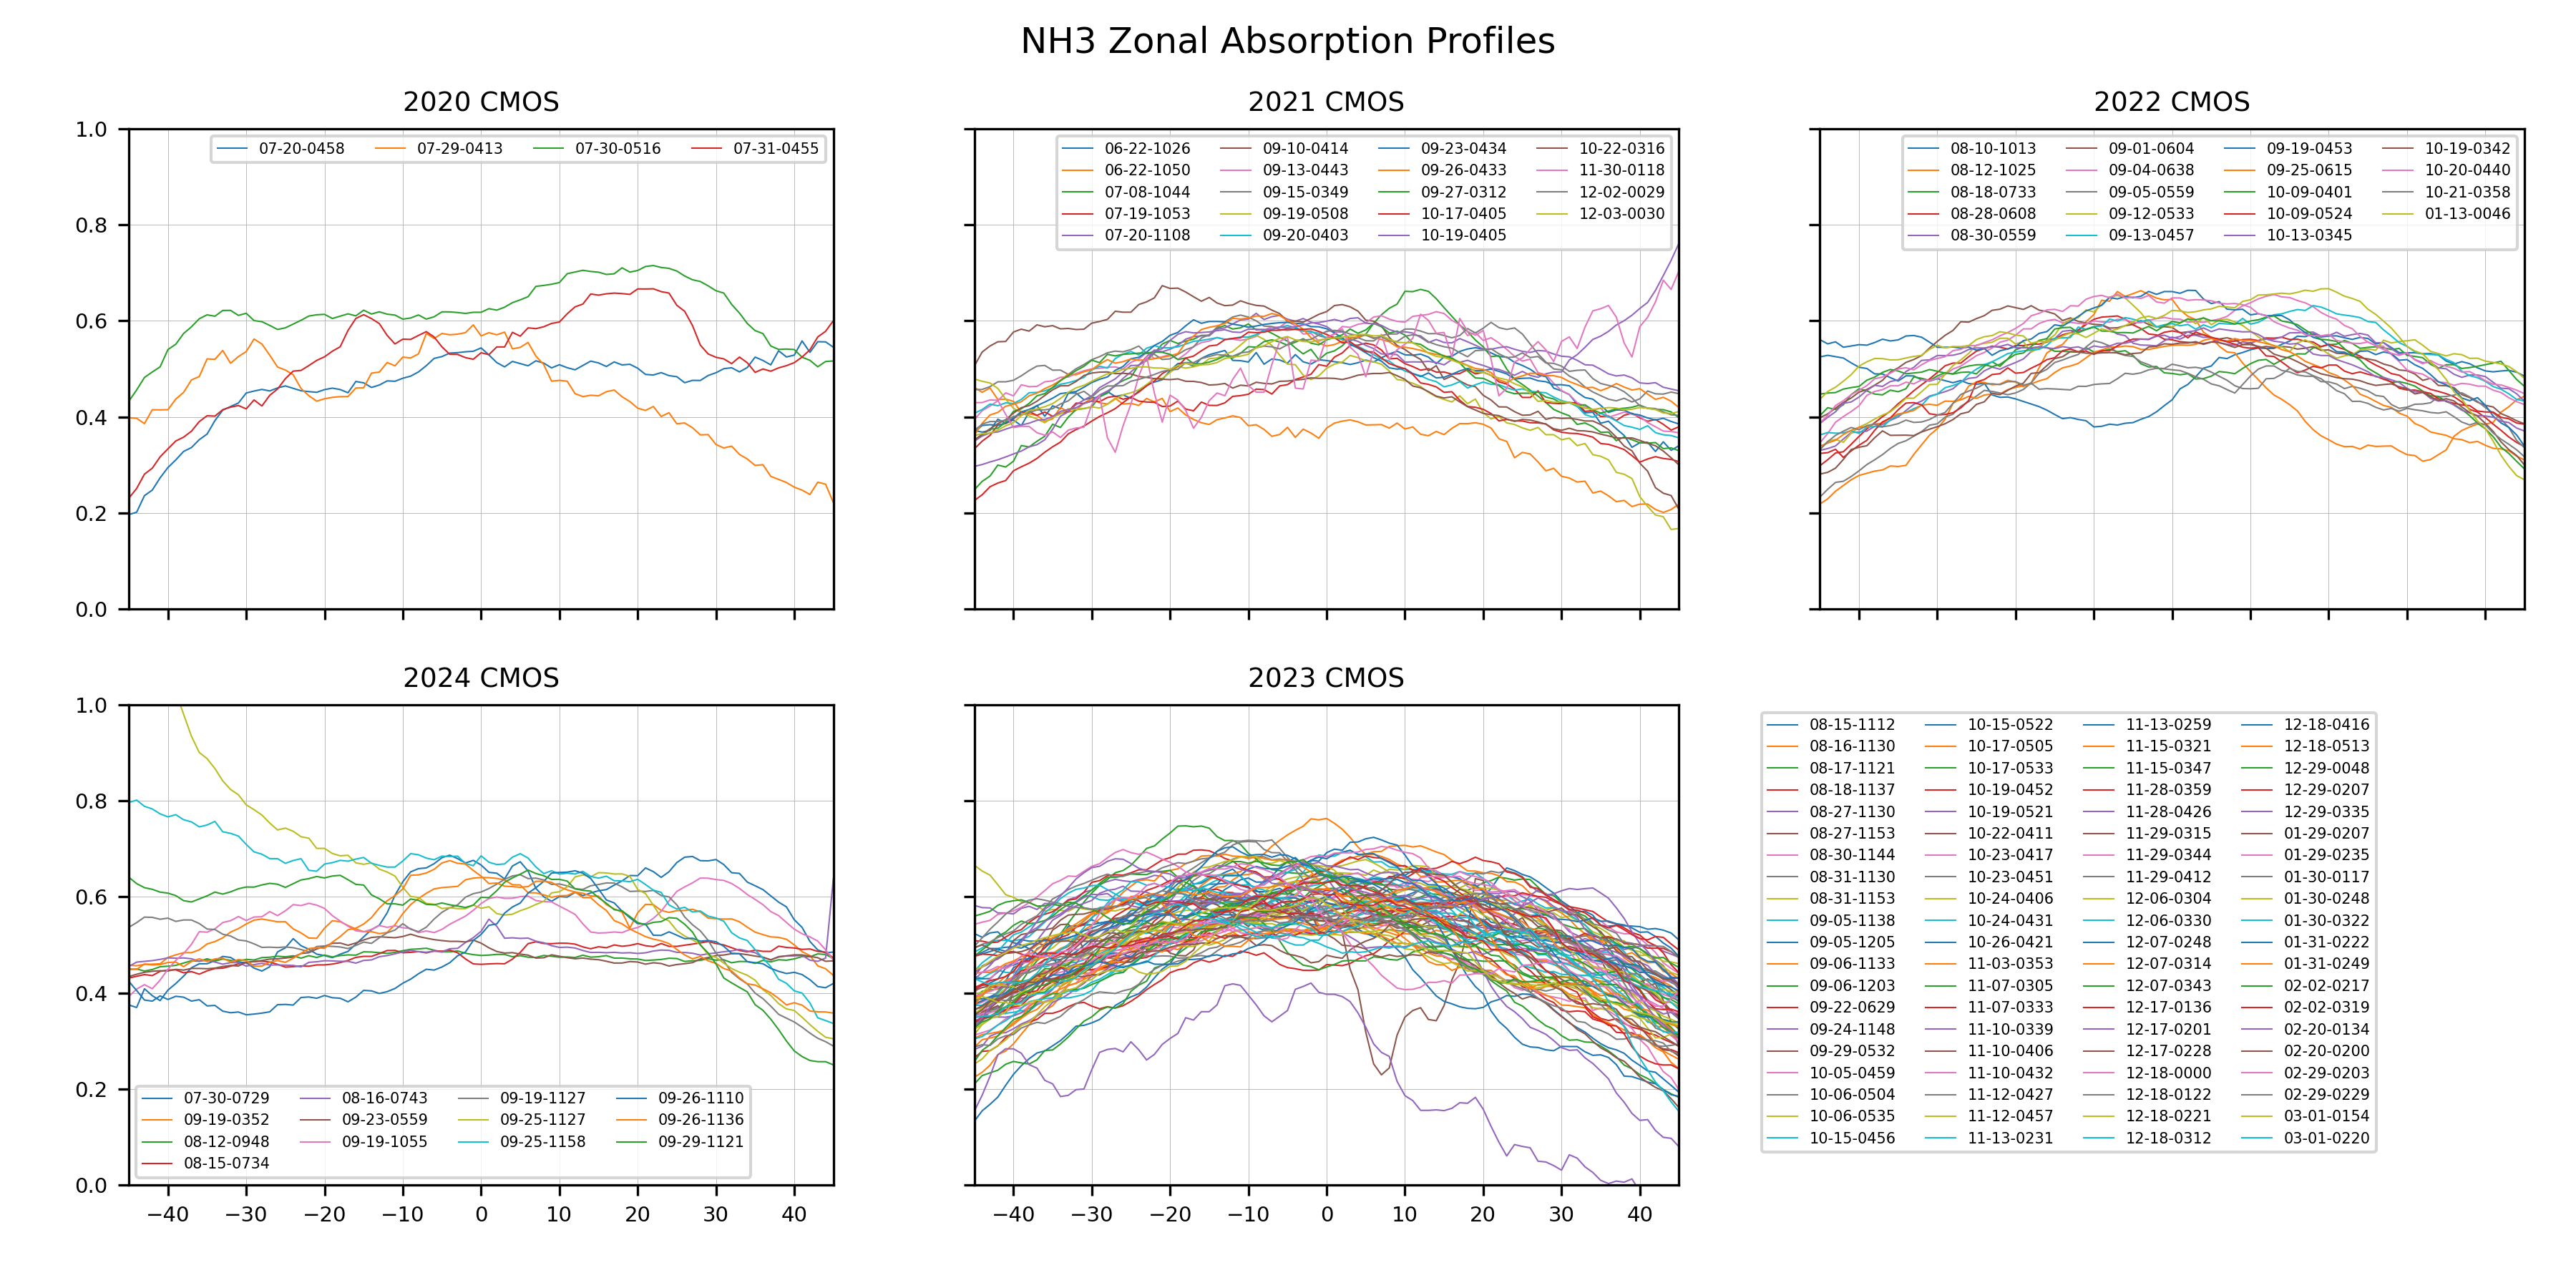 NH3 Zonal Absorption Profiles
2020 CMOS
2021 CMOS
2022 CMOS
1.0
0.8
0.6
0.4
0.2
0.0
07-20-0458 07-29-0413 07-30-0516 07-31-0455
06-22-1026 09-10-0414 09-23-0434 10-22-0316
06-22-1050 09-13-0443 09-26-0433 11-30-0118
07-08-1044 09-15-0349 09-27-0312 12-02-0029
07-19-1053 09-19-0508 10-17-0405 12-03-0030
07-20-1108 09-20-0403 10-19-0405
08-10-1013 09-01-0604 09-19-0453 10-19-0342
08-12-1025 09-04-0638 09-25-0615 10-20-0440
08-18-0733 09-05-0559 10-09-0401 10-21-0358
08-28-0608 09-12-0533 10-09-0524 01-13-0046
08-30-0559 09-13-0457 10-13-0345
2024 CMOS
2023 CMOS
1.0
0.8
0.6
0.4
0.2
0.0
07-30-0729 08-16-0743 09-19-1127 09-26-1110
09-19-0352 09-23-0559 09-25-1127 09-26-1136
08-12-0948 09-19-1055 09-25-1158 09-29-1121
08-15-0734
−40 −30 −20 −10 0 10 20 30 40
−40 −30 −20 −10 0 10 20 30 40
08-15-1112 10-15-0522 11-13-0259 12-18-0416
08-16-1130 10-17-0505 11-15-0321 12-18-0513
08-17-1121 10-17-0533 11-15-0347 12-29-0048
08-18-1137 10-19-0452 11-28-0359 12-29-0207
08-27-1130 10-19-0521 11-28-0426 12-29-0335
08-27-1153 10-22-0411 11-29-0315 01-29-0207
08-30-1144 10-23-0417 11-29-0344 01-29-0235
08-31-1130 10-23-0451 11-29-0412 01-30-0117
08-31-1153 10-24-0406 12-06-0304 01-30-0248
09-05-1138 10-24-0431 12-06-0330 01-30-0322
09-05-1205 10-26-0421 12-07-0248 01-31-0222
09-06-1133 11-03-0353 12-07-0314 01-31-0249
09-06-1203 11-07-0305 12-07-0343 02-02-0217
09-22-0629 11-07-0333 12-17-0136 02-02-0319
09-24-1148 11-10-0339 12-17-0201 02-20-0134
09-29-0532 11-10-0406 12-17-0228 02-20-0200
10-05-0459 11-10-0432 12-18-0000 02-29-0203
10-06-0504 11-12-0427 12-18-0122 02-29-0229
10-06-0535 11-12-0457 12-18-0221 03-01-0154
10-15-0456 11-13-0231 12-18-0312 03-01-0220